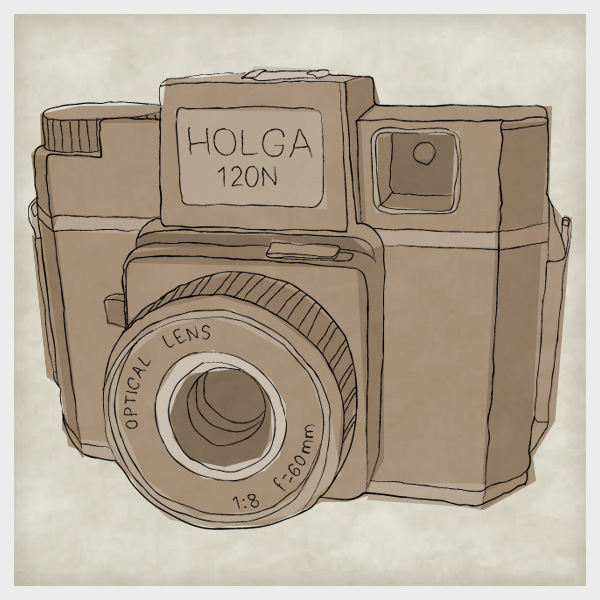 HOLGA
120N
OPTICAL LENS
1:8 f=60mm